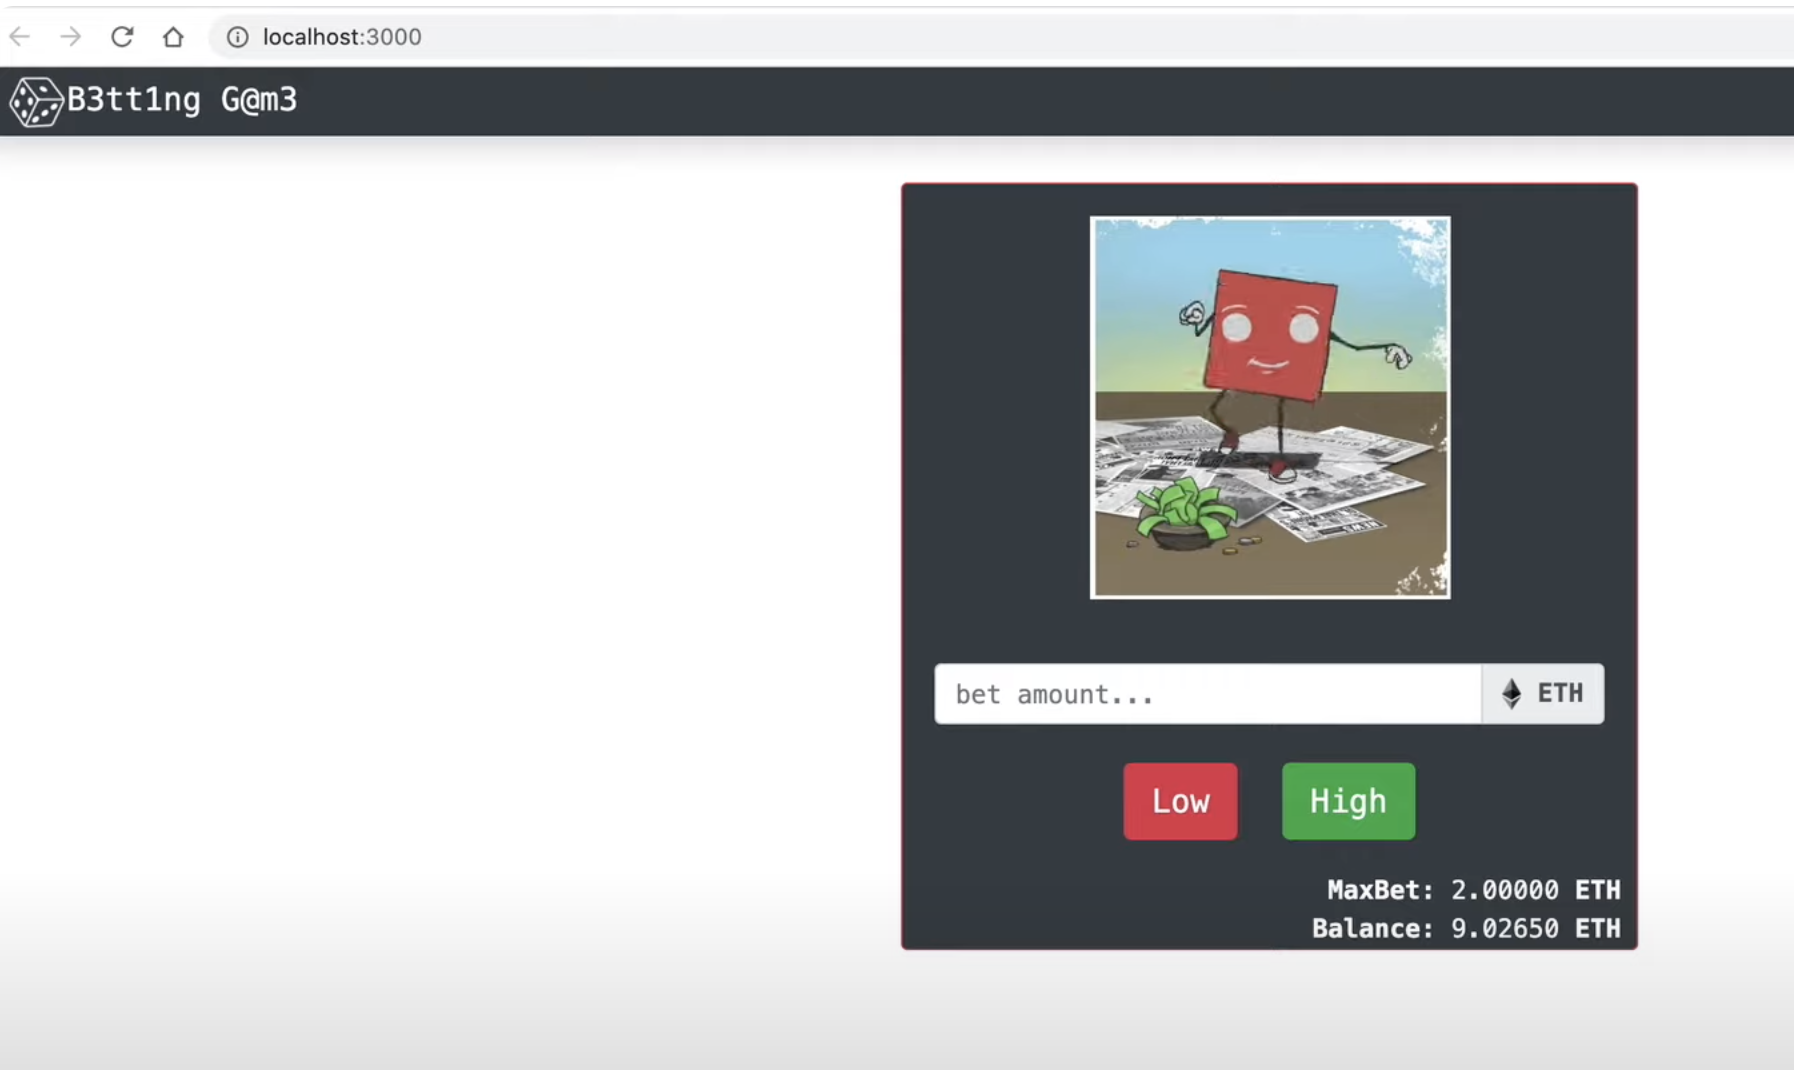 localhost:3000
B3tt1ng G@m3
bet amount...
ETH
Low
High
MaxBet: 2.00000 ETH
Balance: 9.02650 ETH